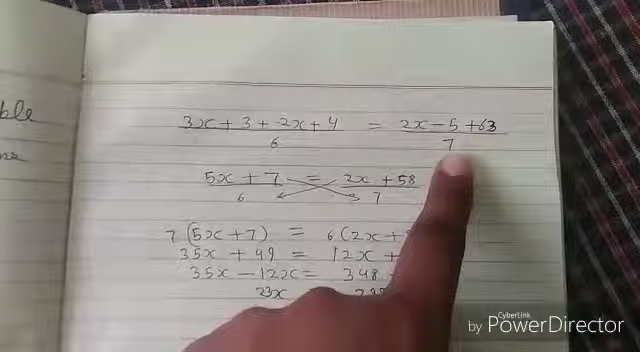 3x + 3 + 2x + 4 / 6 = 2x - 5 + 63 / 7
5x + 7 / 6 = 2x + 58 / 7
7 (5x + 7) = 6 (2x +
35x + 49 = 12x +
35x - 12x = 348
23x
CyberLink
by PowerDirector